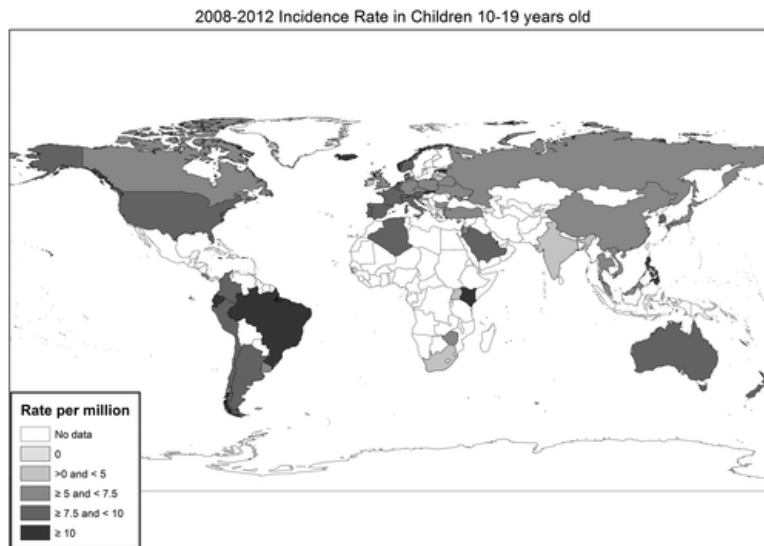 2008-2012 Incidence Rate in Children 10-19 years old
Rate per million
No data
0
>0 and < 5
≥ 5 and < 7.5
≥ 7.5 and < 10
≥ 10